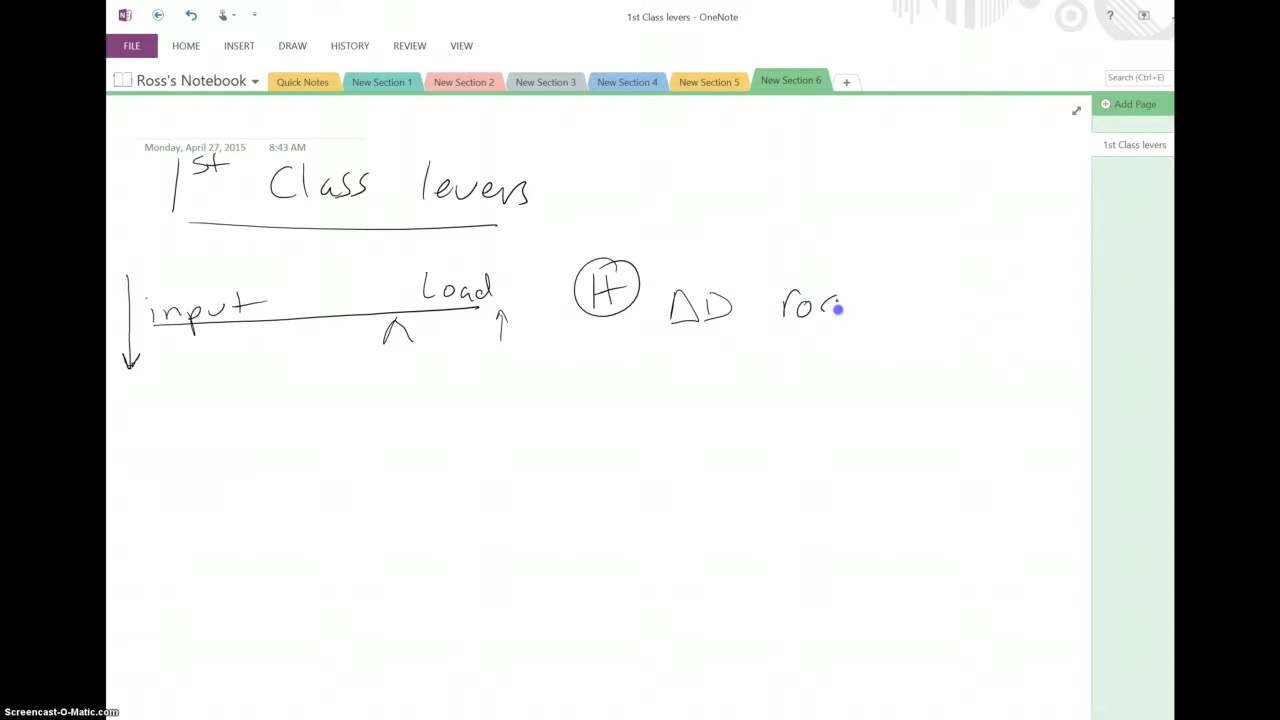 1st Class levers - OneNote
?
FILE HOME INSERT DRAW HISTORY REVIEW VIEW
Ross's Notebook Quick Notes New Section 1 New Section 2 New Section 3 New Section 4 New Section 5 New Section 6 + Search (Ctrl+E)
Add Page
1st Class levers
Monday, April 27, 2015 8:43 AM
1st Class levers
input Load
ΔD
Screencast-O-Matic.com